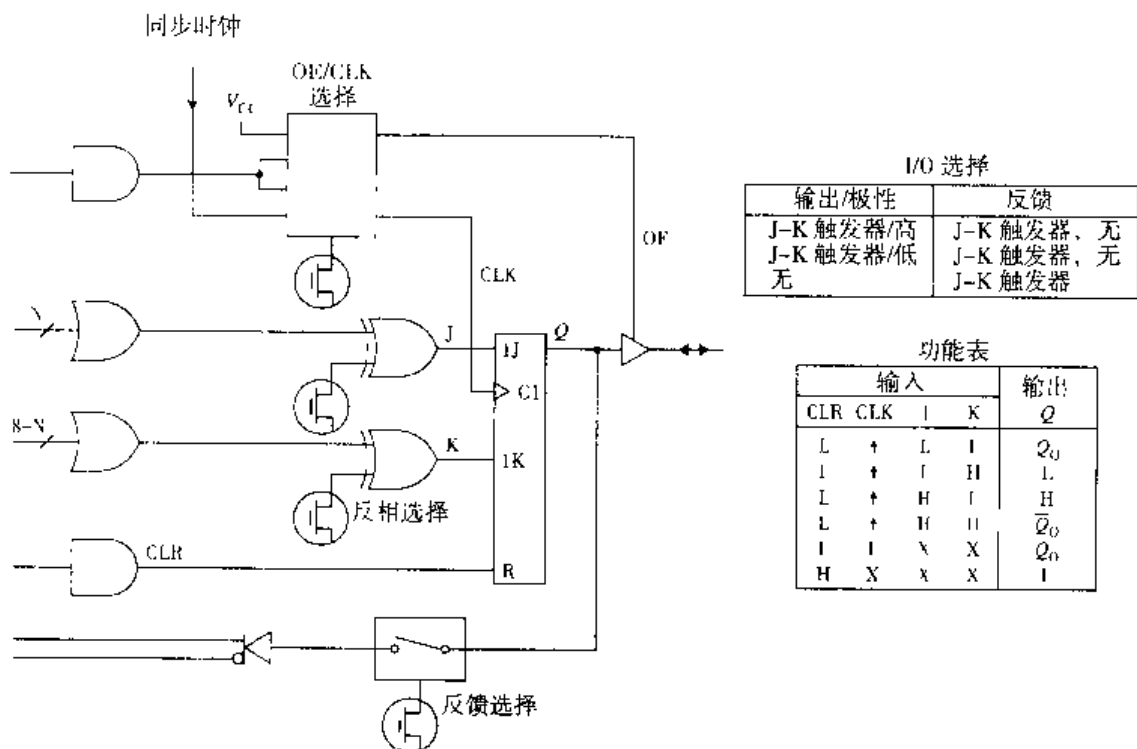 同步时钟
OE/CLK
选择
V_CC
OE
CLK
J
Q
1J
C1
8-N
K
1K
反相选择
CLR
R
反馈选择
I/O 选择
输出/极性 反馈
J-K 触发器/高 J-K 触发器、无
J-K 触发器/低 J-K 触发器、无
无 J-K 触发器
功能表
输入 输出
CLR CLK K Q
L ↑ L Q₀
↑ H L
L ↑ H H
L ↑ H Q̅₀
X X Q₀
H X X X